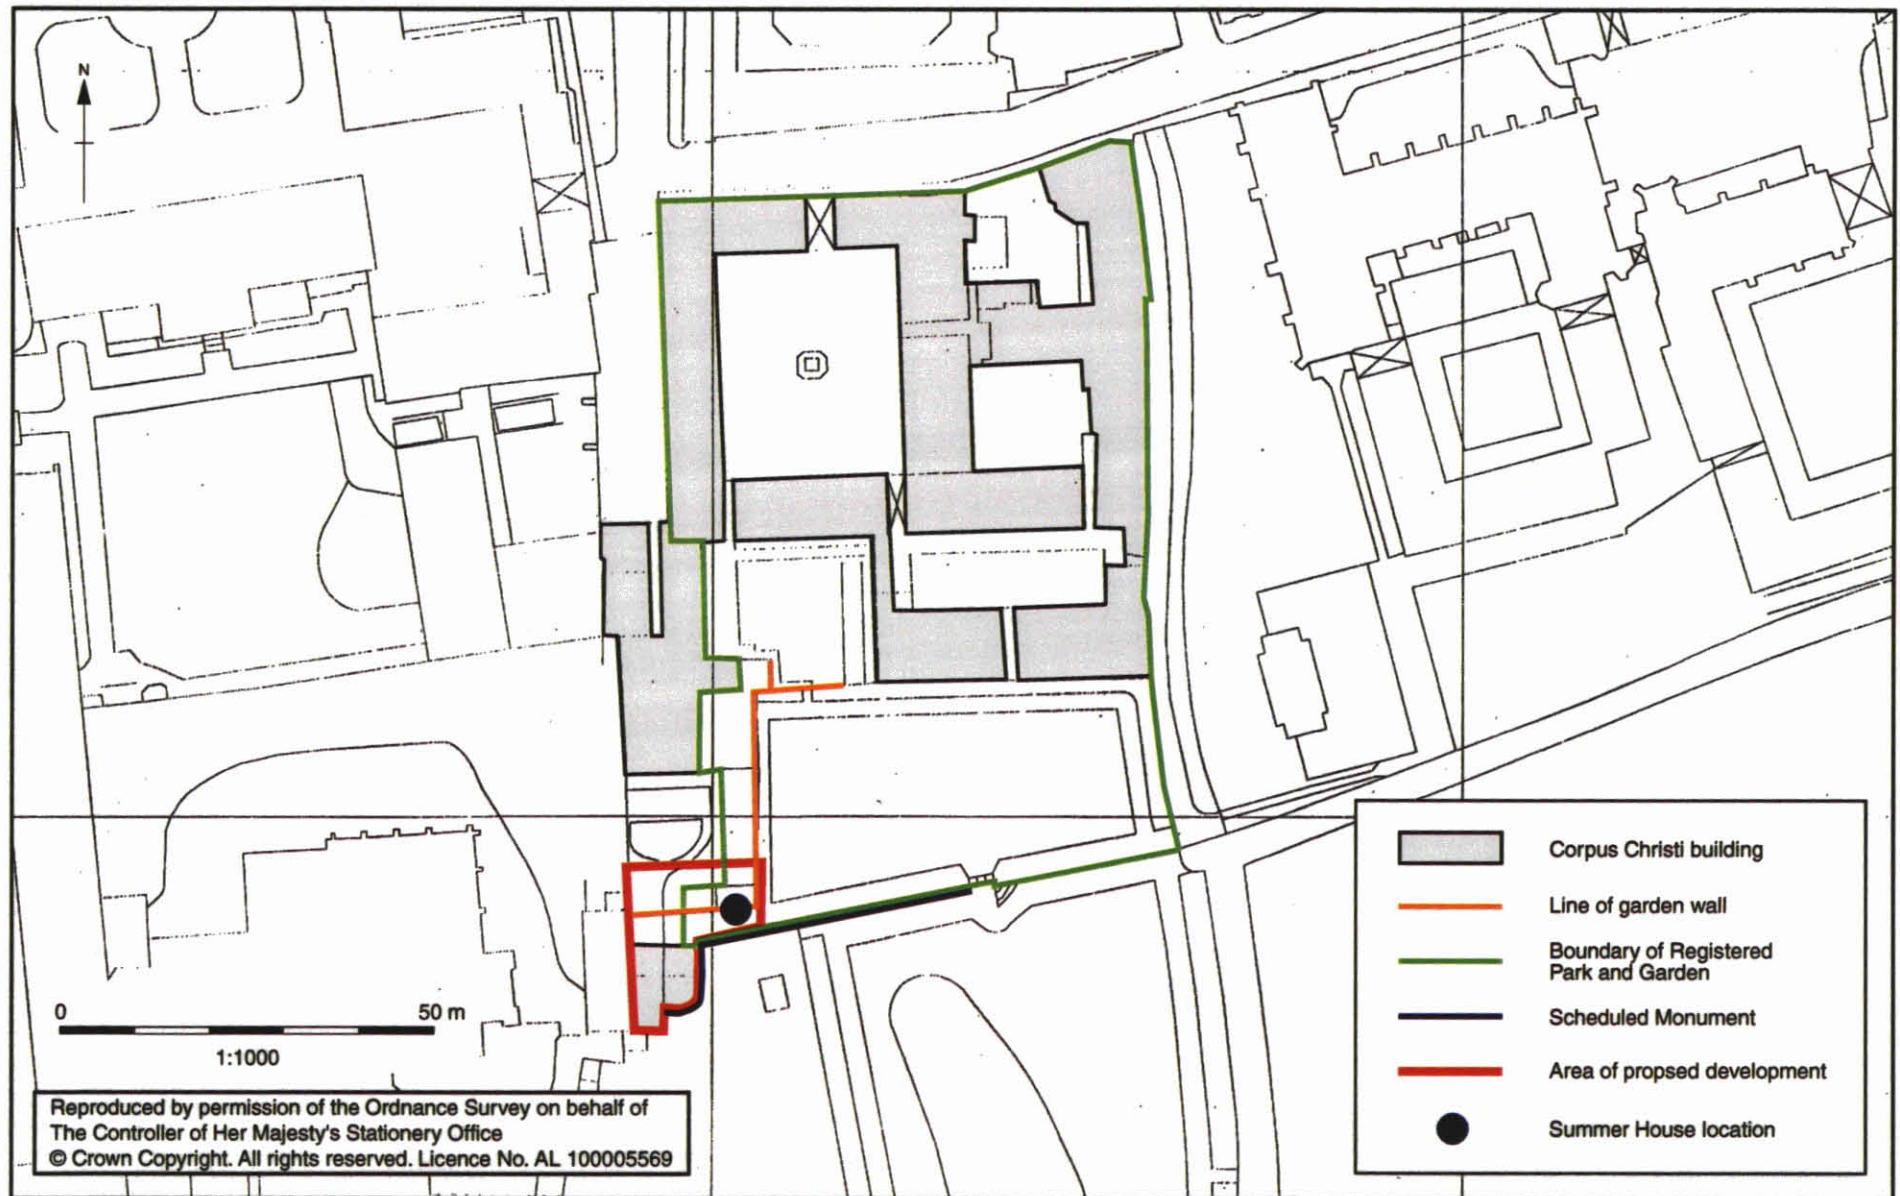 N
0 50 m
1:1000
Reproduced by permission of the Ordnance Survey on behalf of
The Controller of Her Majesty's Stationery Office
© Crown Copyright. All rights reserved. Licence No. AL 100005569
Corpus Christi building
Line of garden wall
Boundary of Registered
Park and Garden
Scheduled Monument
Area of propsed development
Summer House location